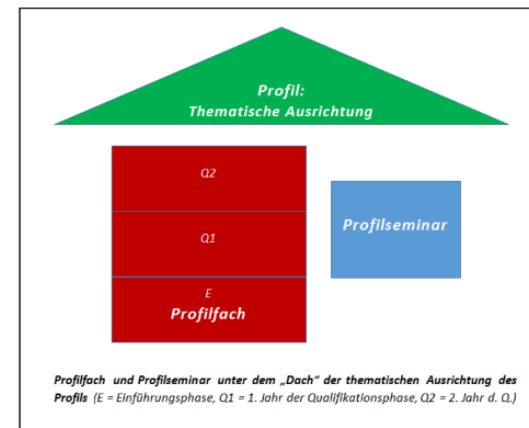 Profil:
Thematische Ausrichtung
Q2
Q1
Profilseminar
E
Profilfach
Profilfach und Profilseminar unter dem „Dach“ der thematischen Ausrichtung des
Profils (E = Einführungsphase, Q1 = 1. Jahr der Qualifikationsphase, Q2 = 2. Jahr d. Q.)